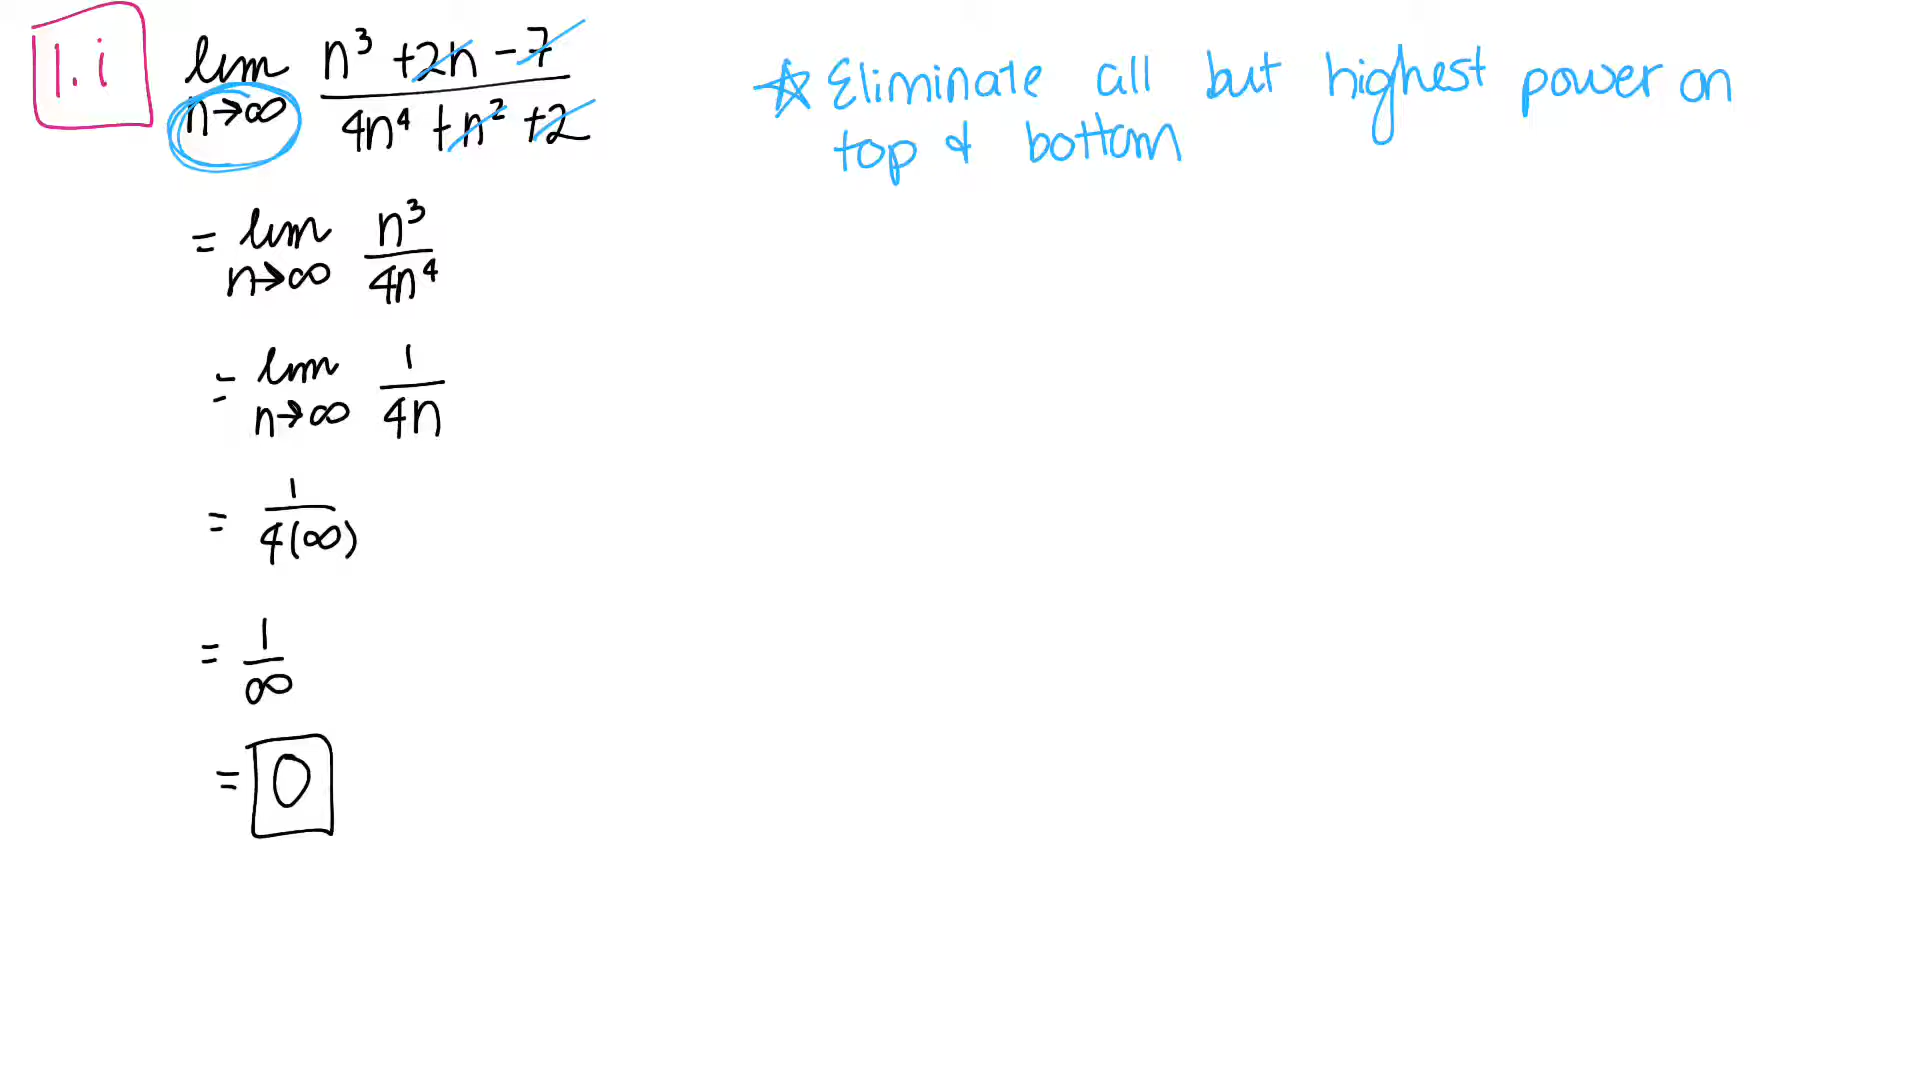 1. i
lim n→∞ (n³ + 2n - 7)/(4n⁴ + n² + 2)
☆ Eliminate all but highest power on
top & bottom
= lim n→∞ n³/4n⁴
= lim n→∞ 1/4n
= 1/4(∞)
= 1/∞
= 0